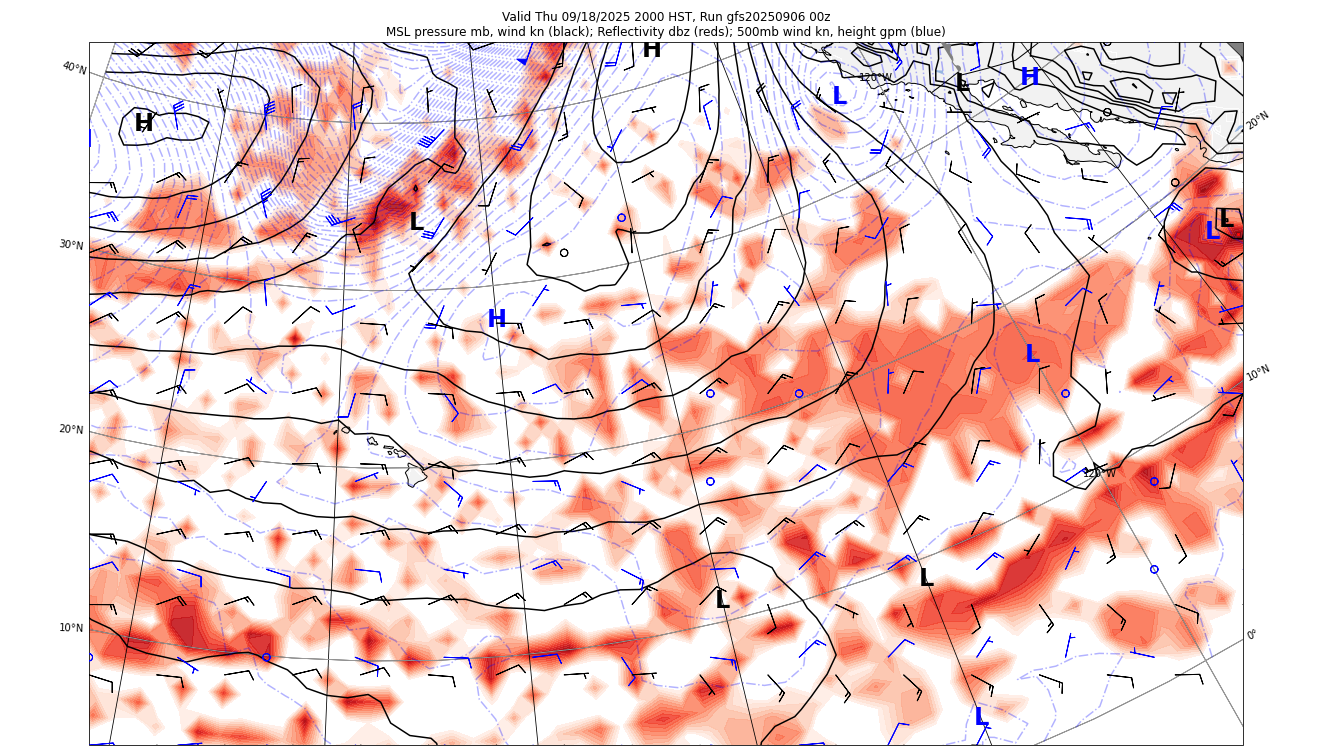 Valid Thu 09/18/2025 2000 HST, Run gfs20250906 00z
MSL pressure mb, wind kn (black); Reflectivity dbz (reds); 500mb wind kn, height gpm (blue)
H
40°N
120°W
L
H
L
H
20°N
L
L
L
30°N
H
L
10°N
20°N
120°W
L
L
10°N
0°
L